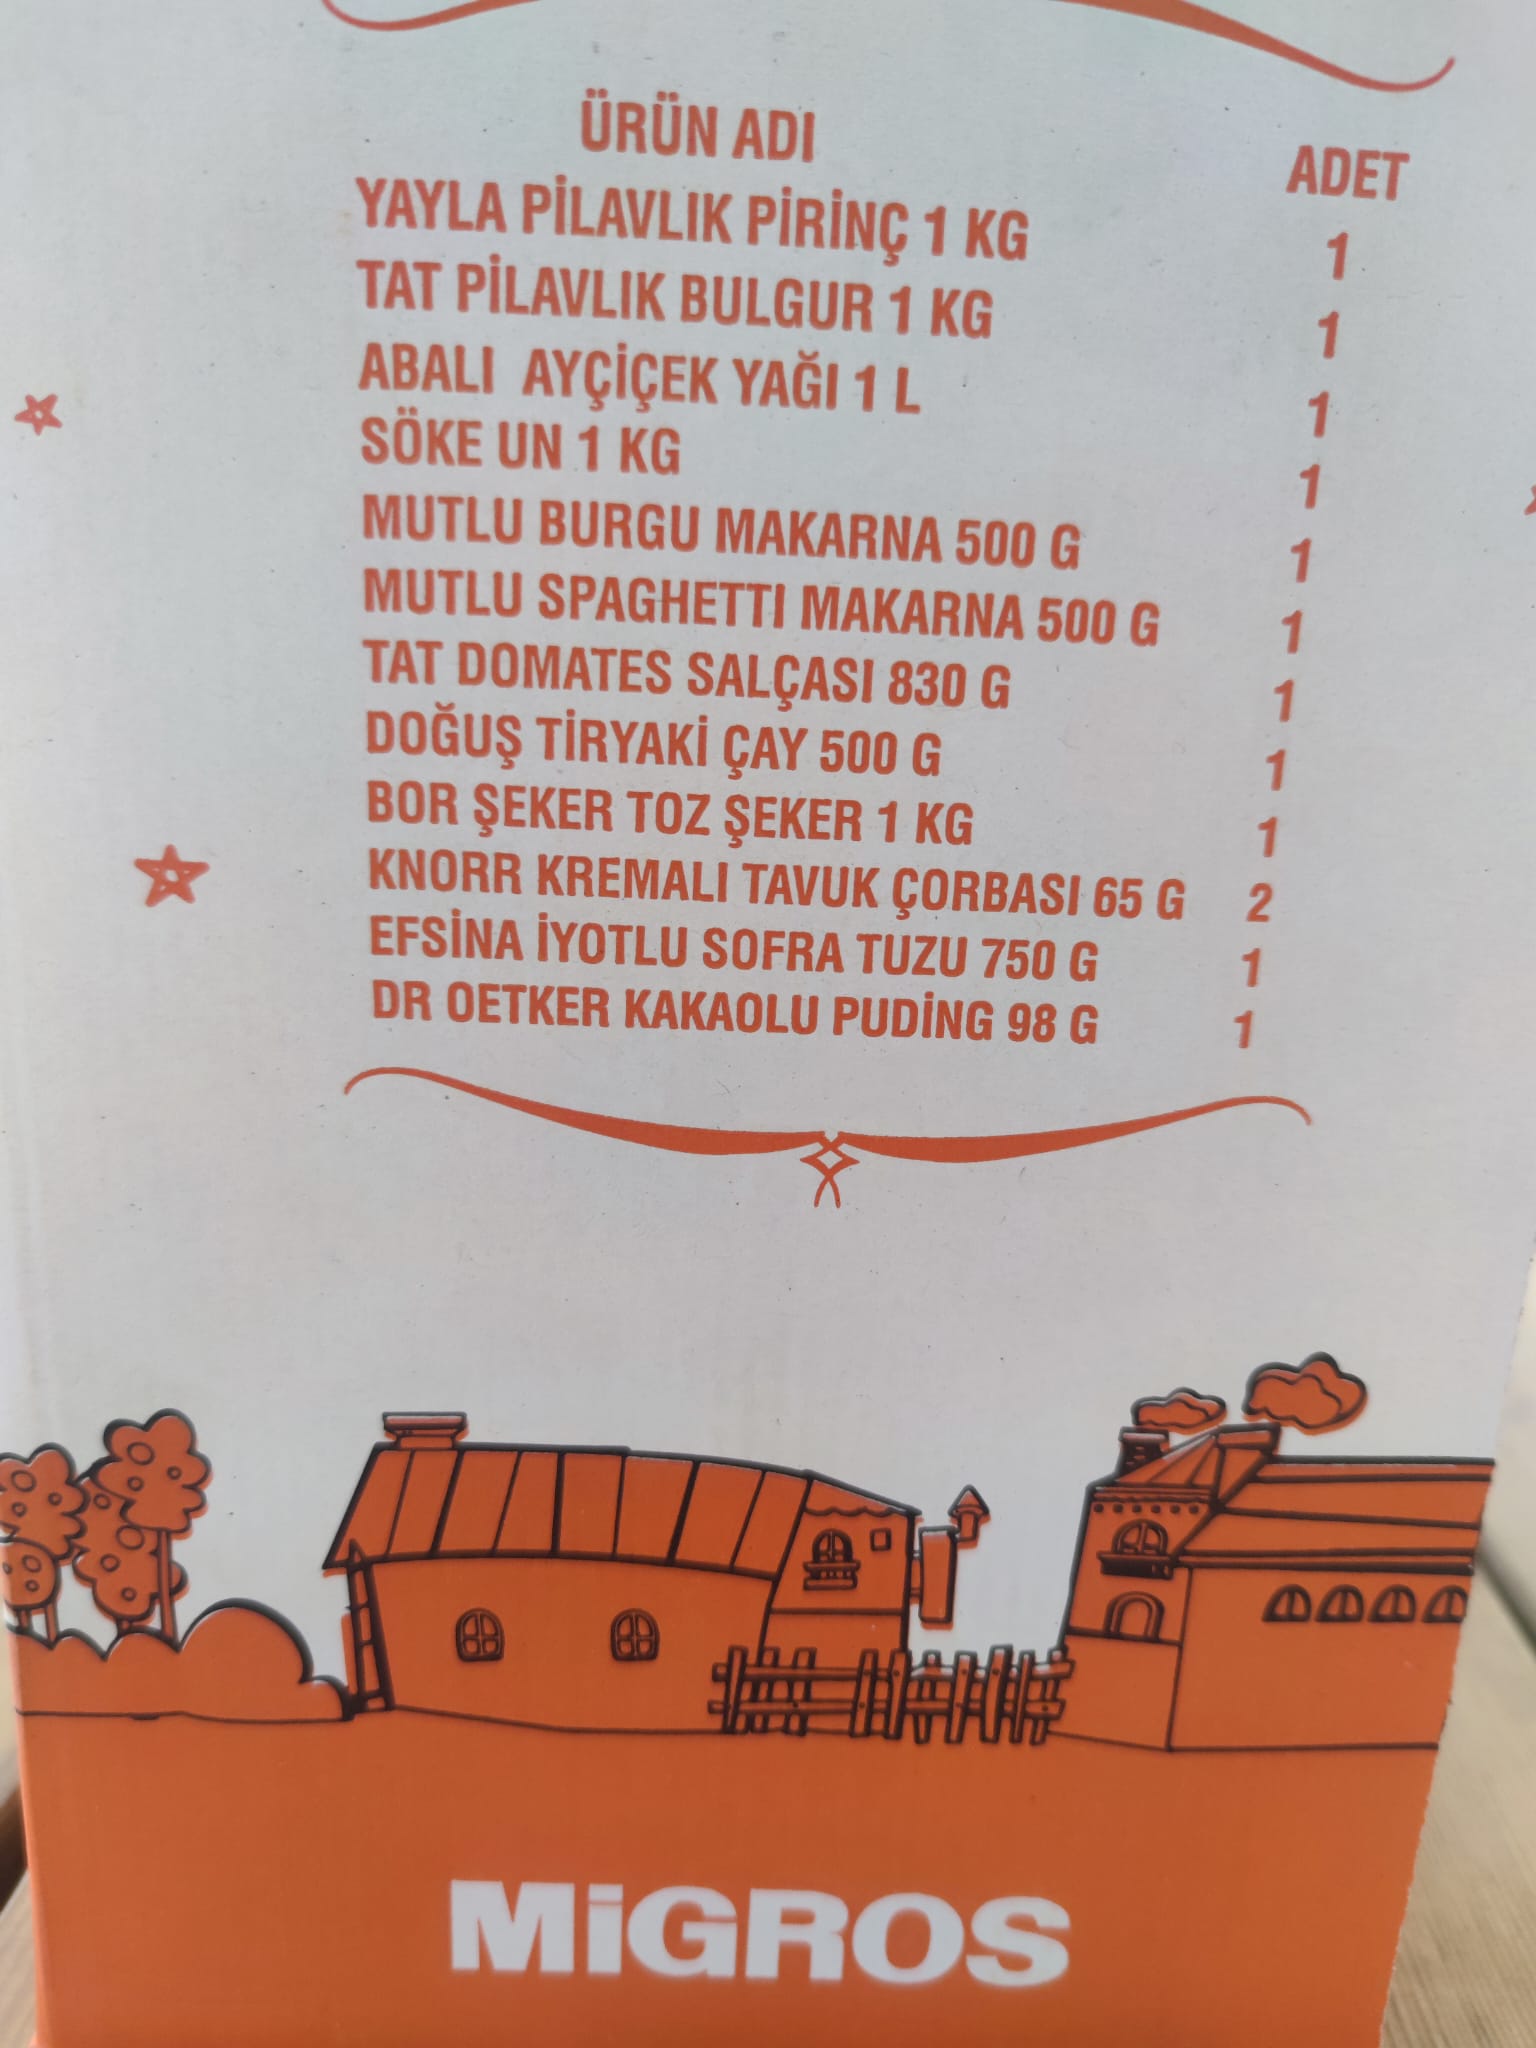 ÜRÜN ADI ADET
YAYLA PİLAVLIK PİRİNÇ 1 KG 1
TAT PİLAVLIK BULGUR 1 KG 1
ABALI AYÇİÇEK YAĞI 1 L 1
SÖKE UN 1 KG 1
MUTLU BURGU MAKARNA 500 G 1
MUTLU SPAGHETTI MAKARNA 500 G 1
TAT DOMATES SALÇASI 830 G 1
DOĞUŞ TİRYAKİ ÇAY 500 G 1
BOR ŞEKER TOZ ŞEKER 1 KG 1
KNORR KREMALI TAVUK ÇORBASI 65 G 2
EFSİNA İYOTLU SOFRA TUZU 750 G 1
DR OETKER KAKAOLU PUDİNG 98 G 1
MiGROS